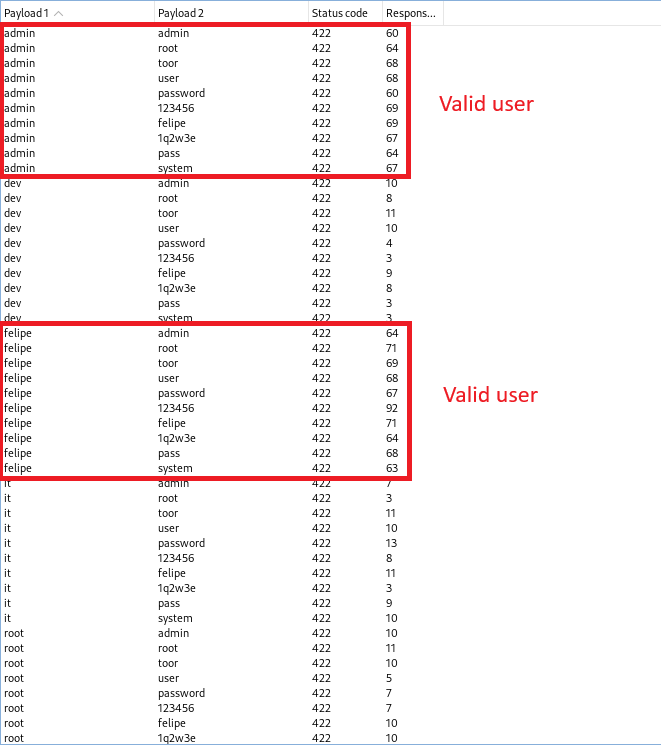 Payload 1 Payload 2 Status code Respons...
admin admin 422 60
admin root 422 64
admin toor 422 68
admin user 422 68
admin password 422 60
admin 123456 422 69
Valid user
admin felipe 422 69
admin 1q2w3e 422 67
admin pass 422 64
admin system 422 67
dev admin 422 10
dev root 422 8
dev toor 422 11
dev user 422 10
dev password 422 4
dev 123456 422 3
dev felipe 422 9
dev 1q2w3e 422 8
dev pass 422 3
dev system 422 3
felipe admin 422 64
felipe root 422 71
felipe toor 422 69
felipe user 422 68
felipe password 422 67
Valid user
felipe 123456 422 92
felipe felipe 422 71
felipe 1q2w3e 422 64
felipe pass 422 68
felipe system 422 63
it admin 422 7
it root 422 3
it toor 422 11
it user 422 10
it password 422 13
it 123456 422 8
it felipe 422 11
it 1q2w3e 422 3
it pass 422 9
it system 422 10
root admin 422 10
root root 422 11
root toor 422 10
root user 422 5
root password 422 7
root 123456 422 7
root felipe 422 10
root 1q2w3e 422 10